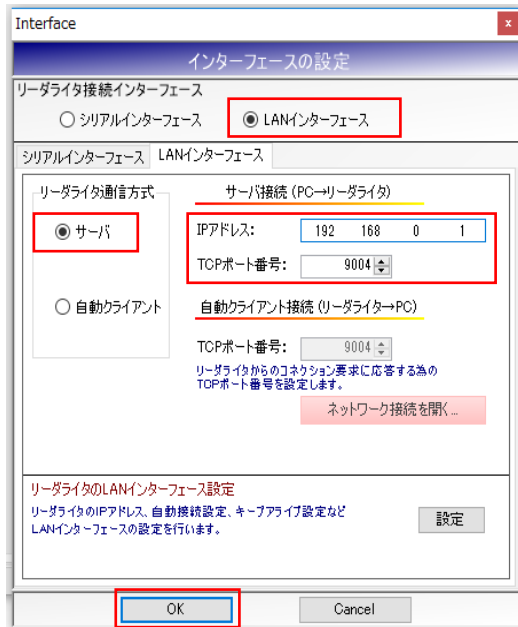 Interface
x
インターフェースの設定
リーダライタ接続インターフェース
シリアルインターフェース LANインターフェース
シリアルインターフェース LANインターフェース
リーダライタ通信方式
サーバ
自動クライアント
サーバ接続 (PC→リーダライタ)
IPアドレス: 192 168 0 1
TCPポート番号: 9004
自動クライアント接続 (リーダライタ→PC)
TCPポート番号: 9004
リーダライタからのコネクション要求に応答する為の
TCPポート番号を設定します。
ネットワーク接続を開く...
リーダライタのLANインターフェース設定
リーダライタのIPアドレス、自動接続設定、キープアライブ設定など
LANインターフェースの設定を行います。
設定
OK Cancel